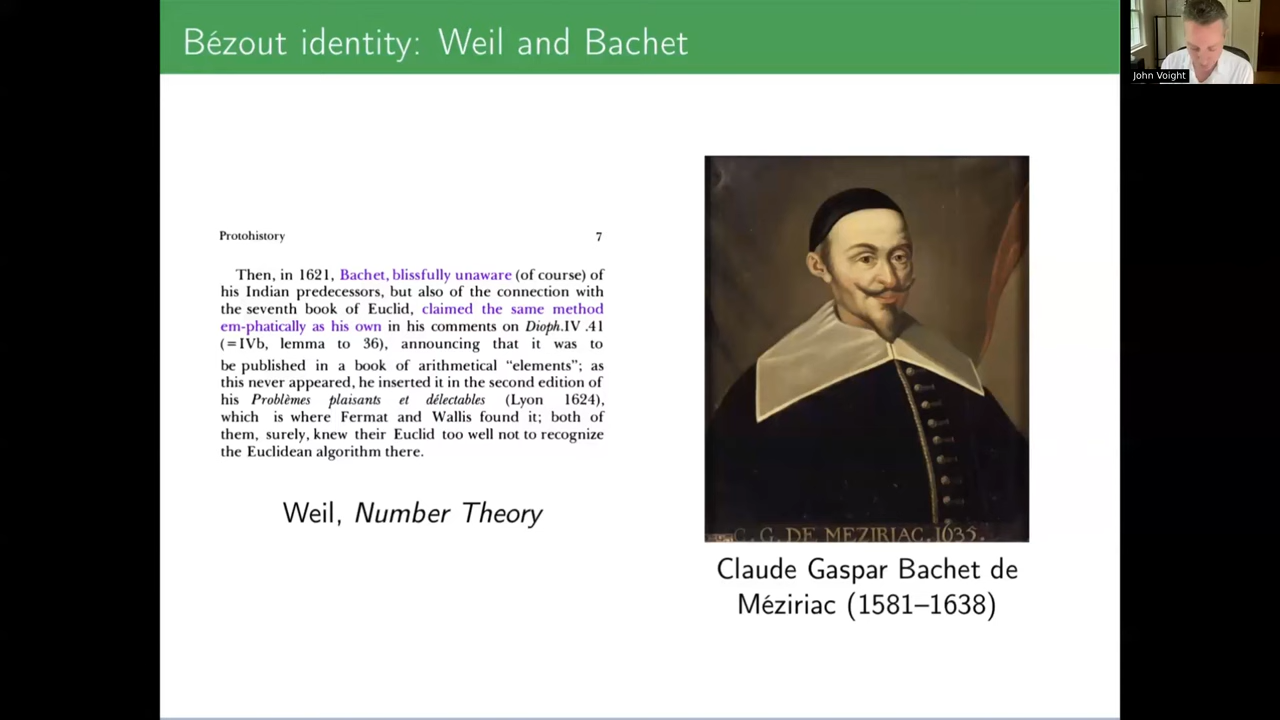 Bézout identity: Weil and Bachet
John Voight
Protohistory 7
Then, in 1621, Bachet, blissfully unaware (of course) of
his Indian predecessors, but also of the connection with
the seventh book of Euclid, claimed the same method
em-phatically as his own in his comments on Dioph.IV .41
(=IVb, lemma to 36), announcing that it was to
be published in a book of arithmetical “elements”; as
this never appeared, he inserted it in the second edition of
his Problèmes plaisants et délectables (Lyon 1624),
which is where Fermat and Wallis found it; both of
them, surely, knew their Euclid too well not to recognize
the Euclidean algorithm there.
Weil, Number Theory
C. G. DE MEZIRIAC. 1635.
Claude Gaspar Bachet de
Méziriac (1581–1638)